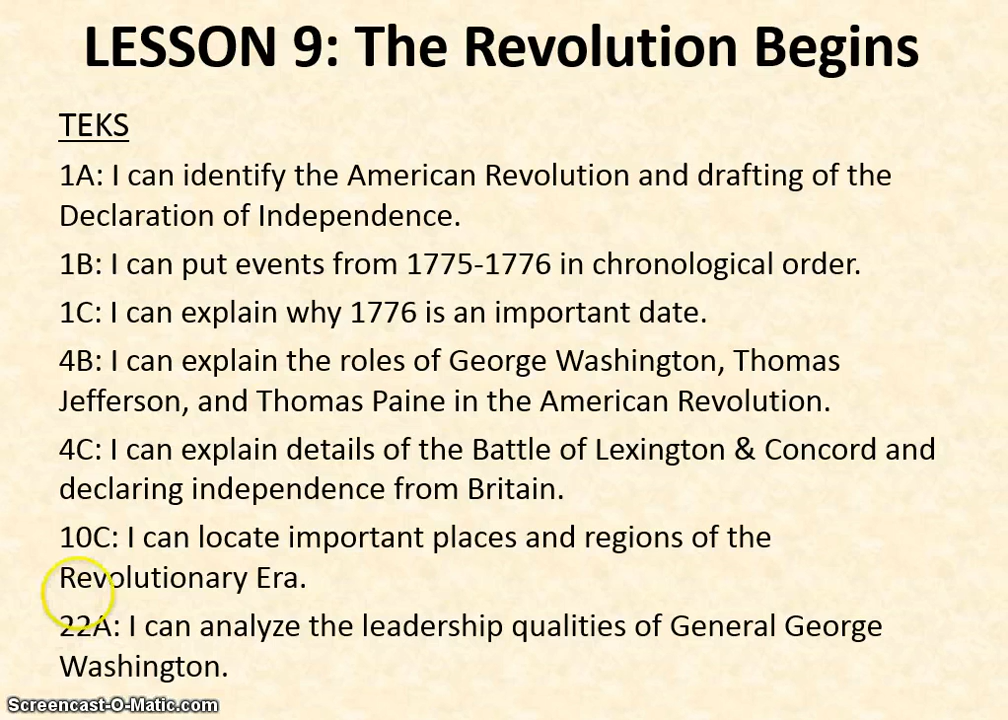 LESSON 9: The Revolution Begins
TEKS
1A: I can identify the American Revolution and drafting of the
Declaration of Independence.
1B: I can put events from 1775-1776 in chronological order.
1C: I can explain why 1776 is an important date.
4B: I can explain the roles of George Washington, Thomas
Jefferson, and Thomas Paine in the American Revolution.
4C: I can explain details of the Battle of Lexington & Concord and
declaring independence from Britain.
10C: I can locate important places and regions of the
Revolutionary Era.
22A: I can analyze the leadership qualities of General George
Washington.
Screencast-O-Matic.com